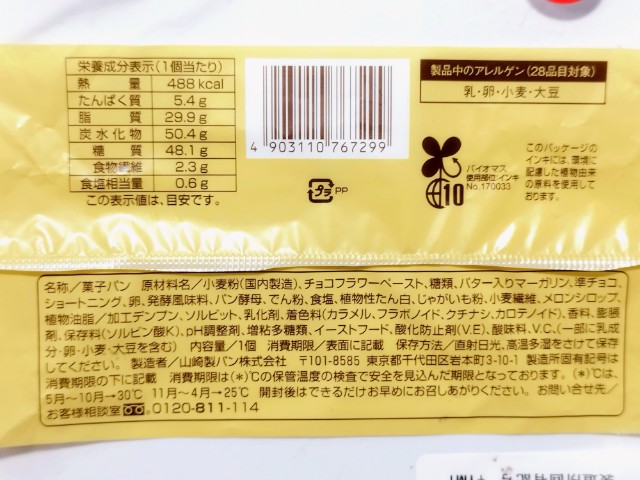 栄養成分表示(1個当たり)
熱量 488kcal
たんぱく質 5.4g
脂質 29.9g
炭水化物 50.4g
糖質 48.1g
食物繊維 2.3g
食塩相当量 0.6g
この表示値は、目安です。
4 903110 767299
プラ PP
製品中のアレルゲン(28品目対象)
乳・卵・小麦・大豆
バイオマス
使用部位:インキ
No.170033
10
このパッケージの
インキには、環境に
配慮した植物由来
の原料を使用して
おります。
名称/菓子パン 原材料名/小麦粉(国内製造)、チョコフラワーペースト、糖類、バター入りマーガリン、準チョコ、
ショートニング、卵、発酵風味料、パン酵母、でん粉、食塩、植物性たん白、じゃがいも粉、小麦繊維、メロンシロップ、
植物油脂/加工デンプン、ソルビット、乳化剤、着色料(カラメル、フラボノイド、クチナシ、カロテノイド)、香料、膨脹
剤、保存料(ソルビン酸K)、pH調整剤、増粘多糖類、イーストフード、酸化防止剤(V.E)、酸味料、V.C、(一部に乳成
分・卵・小麦・大豆を含む) 内容量/1個 消費期限/表面に記載 保存方法/直射日光、高温多湿をさけて保存
してください。 製造者/山崎製パン株式会社 〒101-8585 東京都千代田区岩本町3-10-1 製造所固有記号は
消費期限の下に記載 消費期限は(*)℃の保管温度の検査で安全を見込んだ期限となっております。(*)℃は、
5月~10月→30℃ 11月~4月→25℃ 開封後はできるだけお早めにお召しあがりください。 お問い合せ先/
お客様相談室 0120-811-114